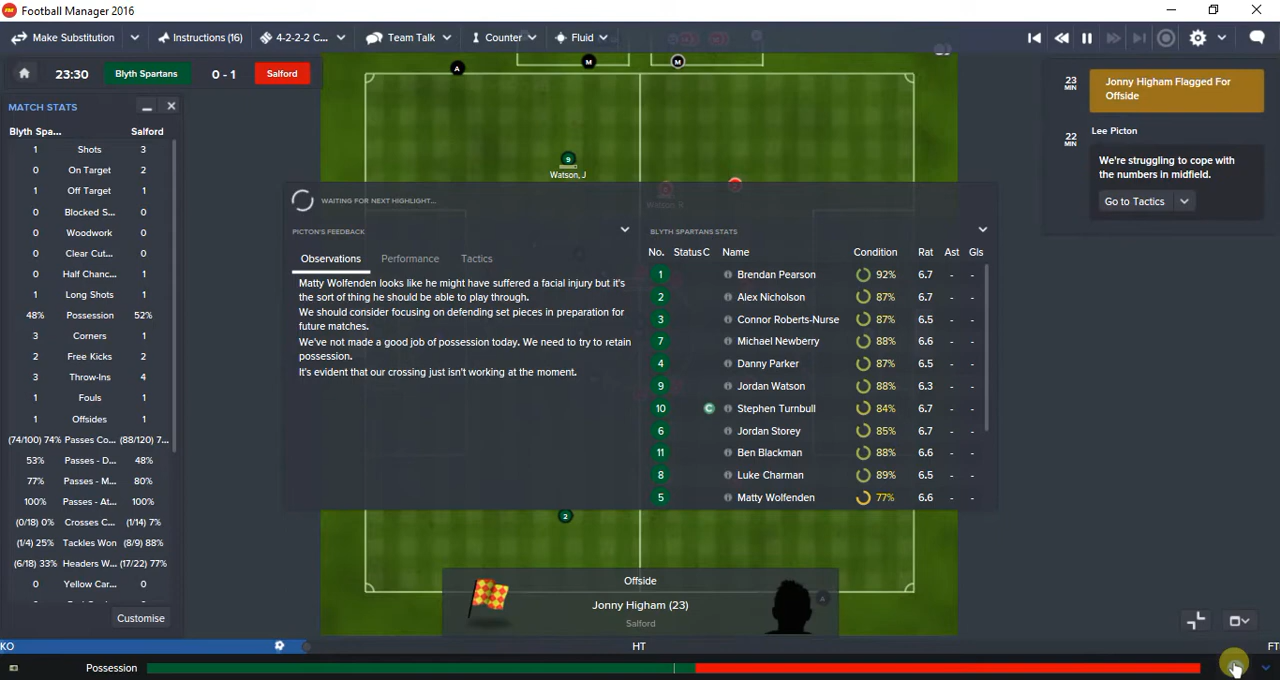 Football Manager 2016
Make Substitution
Instructions (16)
4-2-2-2 C...
Team Talk
Counter
Fluid
23:30
Blyth Spartans
0 - 1
Salford
MATCH STATS
Blyth Spa... Salford
1 Shots 3
0 On Target 2
1 Off Target 1
0 Blocked S... 0
0 Woodwork 0
0 Clear Cut... 0
0 Half Chanc... 1
1 Long Shots 1
48% Possession 52%
3 Corners 1
2 Free Kicks 2
3 Throw-Ins 4
1 Fouls 1
1 Offsides 1
(74/100) 74% Passes Co... (88/120) 7...
53% Passes - D... 48%
77% Passes - M... 80%
100% Passes - At... 100%
(0/18) 0% Crosses C... (1/14) 7%
(1/4) 25% Tackles Won (8/9) 88%
(6/18) 33% Headers W... (17/22) 77%
0 Yellow Car... 0
Customise
A
M
M
9
Watson, J
WAITING FOR NEXT HIGHLIGHT...
PICTON'S FEEDBACK
Observations Performance Tactics
Matty Wolfenden looks like he might have suffered a facial injury but it's
the sort of thing he should be able to play through.
We should consider focusing on defending set pieces in preparation for
future matches.
We've not made a good job of possession today. We need to try to retain
possession.
It's evident that our crossing just isn't working at the moment.
BLYTH SPARTANS STATS
No. Status C Name Condition Rat Ast Gls
1 Brendan Pearson 92% 6.7 - -
2 Alex Nicholson 87% 6.7 - -
3 Connor Roberts-Nurse 87% 6.5 - -
7 Michael Newberry 88% 6.6 - -
4 Danny Parker 87% 6.5 - -
9 Jordan Watson 88% 6.3 - -
10 C Stephen Turnbull 84% 6.7 - -
6 Jordan Storey 85% 6.7 - -
11 Ben Blackman 88% 6.6 - -
8 Luke Charman 89% 6.5 - -
5 Matty Wolfenden 77% 6.6 - -
2
Offside
Jonny Higham (23)
Salford
23
MIN
Jonny Higham Flagged For
Offside
22
MIN
Lee Picton
We're struggling to cope with
the numbers in midfield.
Go to Tactics
KO HT FT
Possession